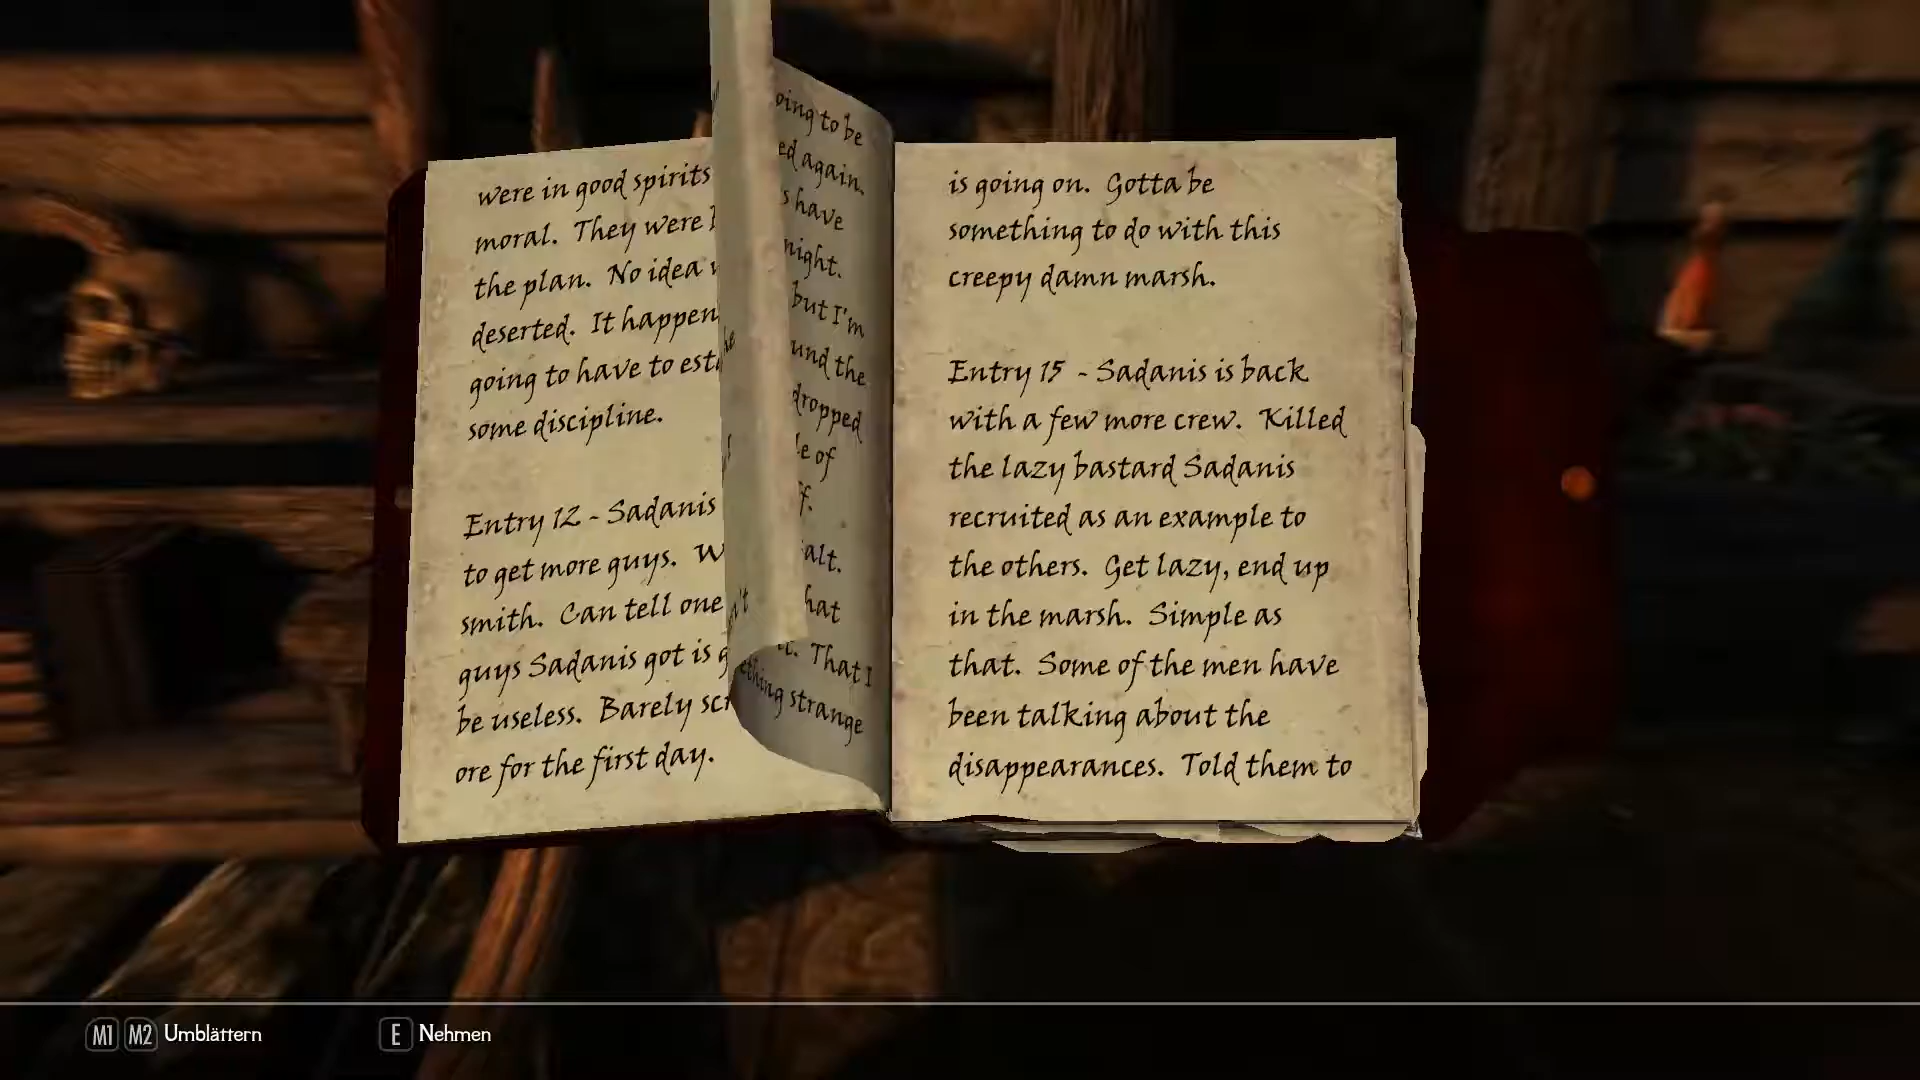 were in good spirits
moral. They were
the plan. No idea
deserted. It happen
going to have to
some discipline.
Entry 12 - Sadanis
to get more guys.
smith. Can tell one
guys Sadanis got is
be useless. Barely
ore for the first day.
to be
again.
have
night.
but I'm
the
dropped
of
That I
strange
is going on. Gotta be
something to do with this
creepy damn marsh.
Entry 15 - Sadanis is back
with a few more crew. Killed
the lazy bastard Sadanis
recruited as an example to
the others. Get lazy, end up
in the marsh. Simple as
that. Some of the men have
been talking about the
disappearances. Told them to
M1 M2 Umblättern
E Nehmen